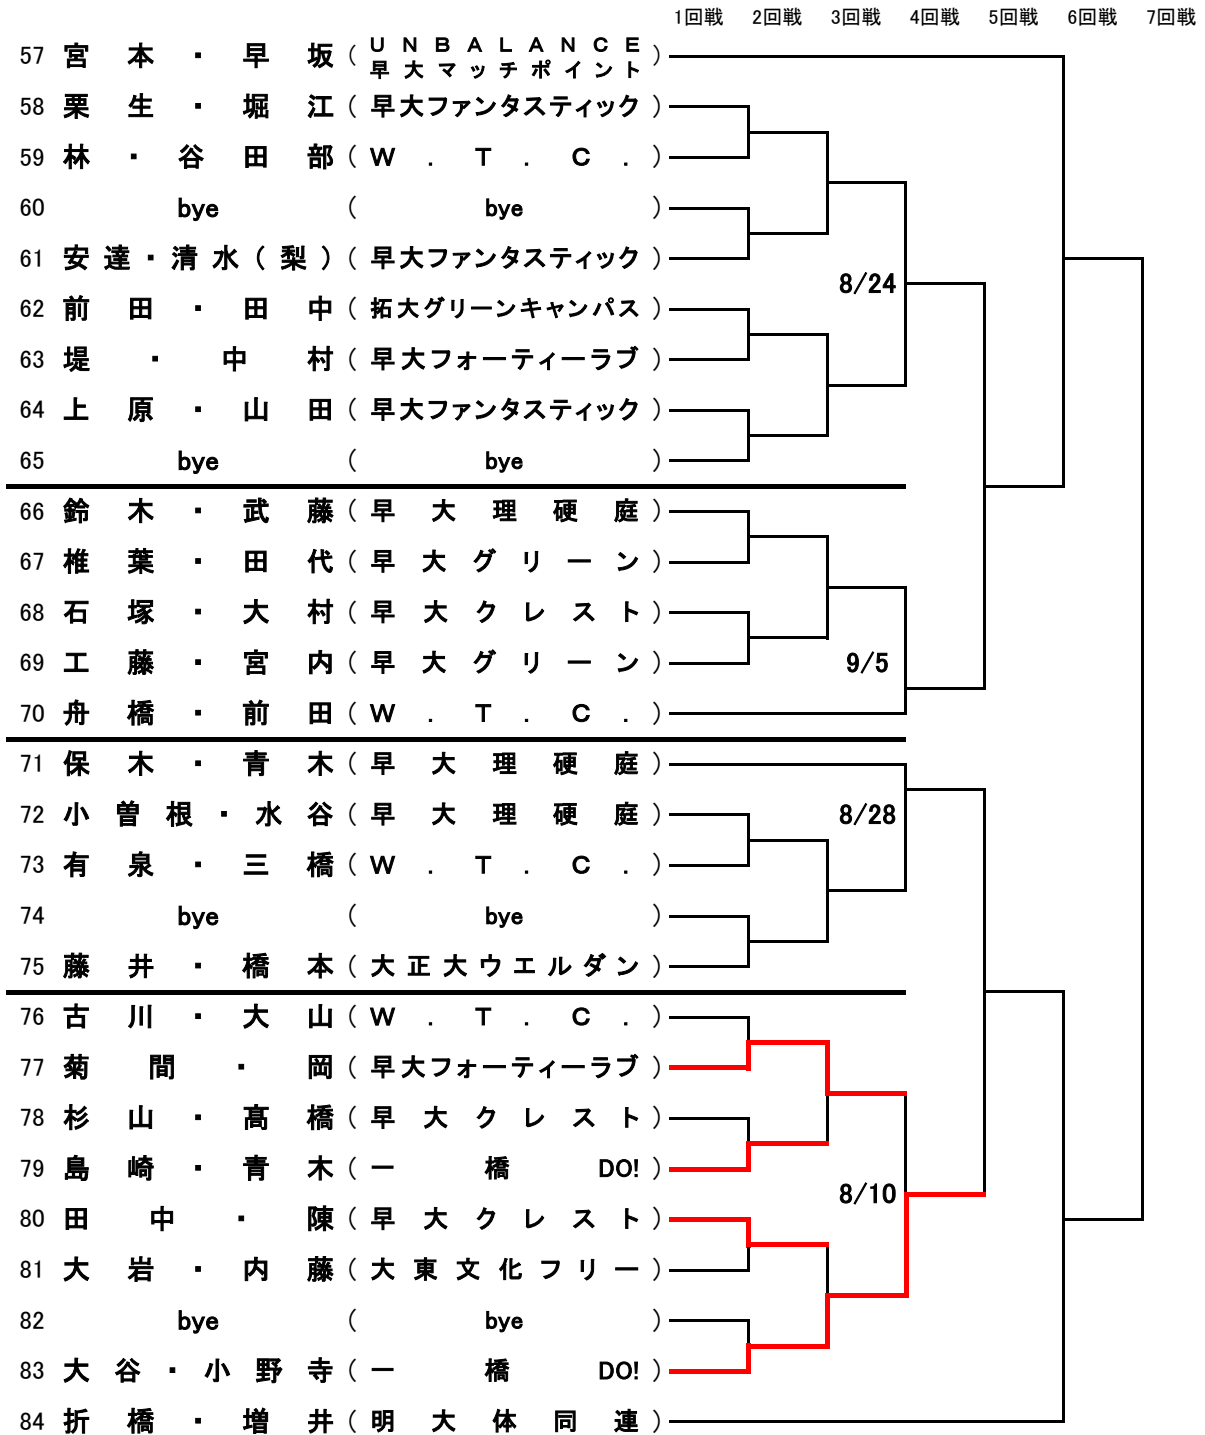 1回戦 2回戦 3回戦 4回戦 5回戦 6回戦 7回戦
57 宮本・早坂 ( UNBALANCE
早大マッチポイント )
58 栗生・堀江 ( 早大ファンタスティック )
59 林・谷田部 ( W.T.C. )
60 bye ( bye )
61 安達・清水(梨) ( 早大ファンタスティック )
8/24
62 前田・田中 ( 拓大グリーンキャンパス )
63 堤・中村 ( 早大フォーティーラブ )
64 上原・山田 ( 早大ファンタスティック )
65 bye ( bye )
66 鈴木・武藤 ( 早大理硬庭 )
67 椎葉・田代 ( 早大グリーン )
68 石塚・大村 ( 早大クレスト )
69 工藤・宮内 ( 早大グリーン ) 9/5
70 舟橋・前田 ( W.T.C. )
71 保木・青木 ( 早大理硬庭 )
72 小曽根・水谷 ( 早大理硬庭 ) 8/28
73 有泉・三橋 ( W.T.C. )
74 bye ( bye )
75 藤井・橋本 ( 大正大ウエルダン )
76 古川・大山 ( W.T.C. )
77 菊間・岡 ( 早大フォーティーラブ )
78 杉山・髙橋 ( 早大クレスト )
79 島崎・青木 ( 一橋DO! )
8/10
80 田中・陳 ( 早大クレスト )
81 大岩・内藤 ( 大東文化フリー )
82 bye ( bye )
83 大谷・小野寺 ( 一橋DO! )
84 折橋・増井 ( 明大体同連 )